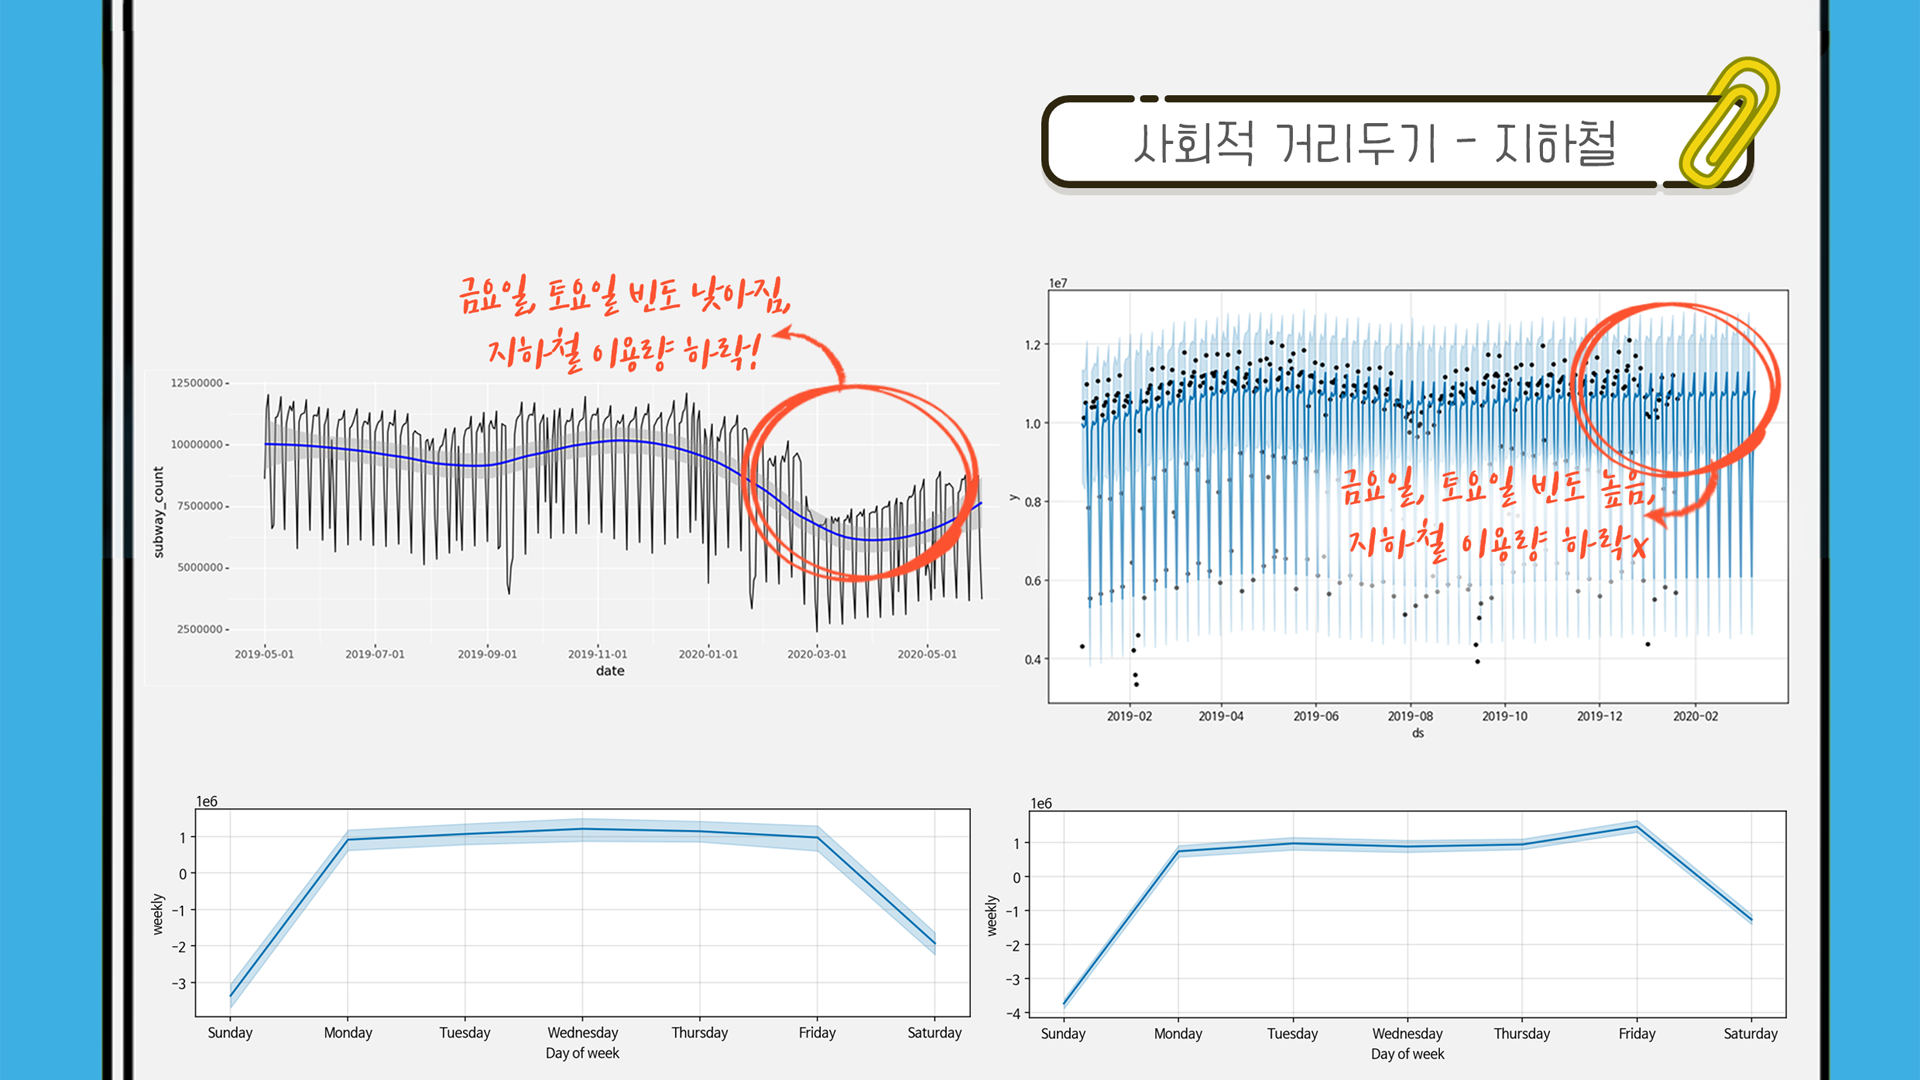 사회적 거리두기 - 지하철
금요일, 토요일 빈도 낮아짐,
지하철 이용량 하락!
12500000
10000000
7500000
5000000
2500000
subway_count
2019-05-01 2019-07-01 2019-09-01 2019-11-01 2020-01-01 2020-03-01 2020-05-01
date
1e7
1.2
1.0
0.8
0.6
0.4
y
금요일, 토요일 빈도 높음,
지하철 이용량 하락x
2019-02 2019-04 2019-06 2019-08 2019-10 2019-12 2020-02
ds
1e6
1
0
-1
-2
-3
weekly
Sunday Monday Tuesday Wednesday Thursday Friday Saturday
Day of week
1e6
1
0
-1
-2
-3
-4
weekly
Sunday Monday Tuesday Wednesday Thursday Friday Saturday
Day of week